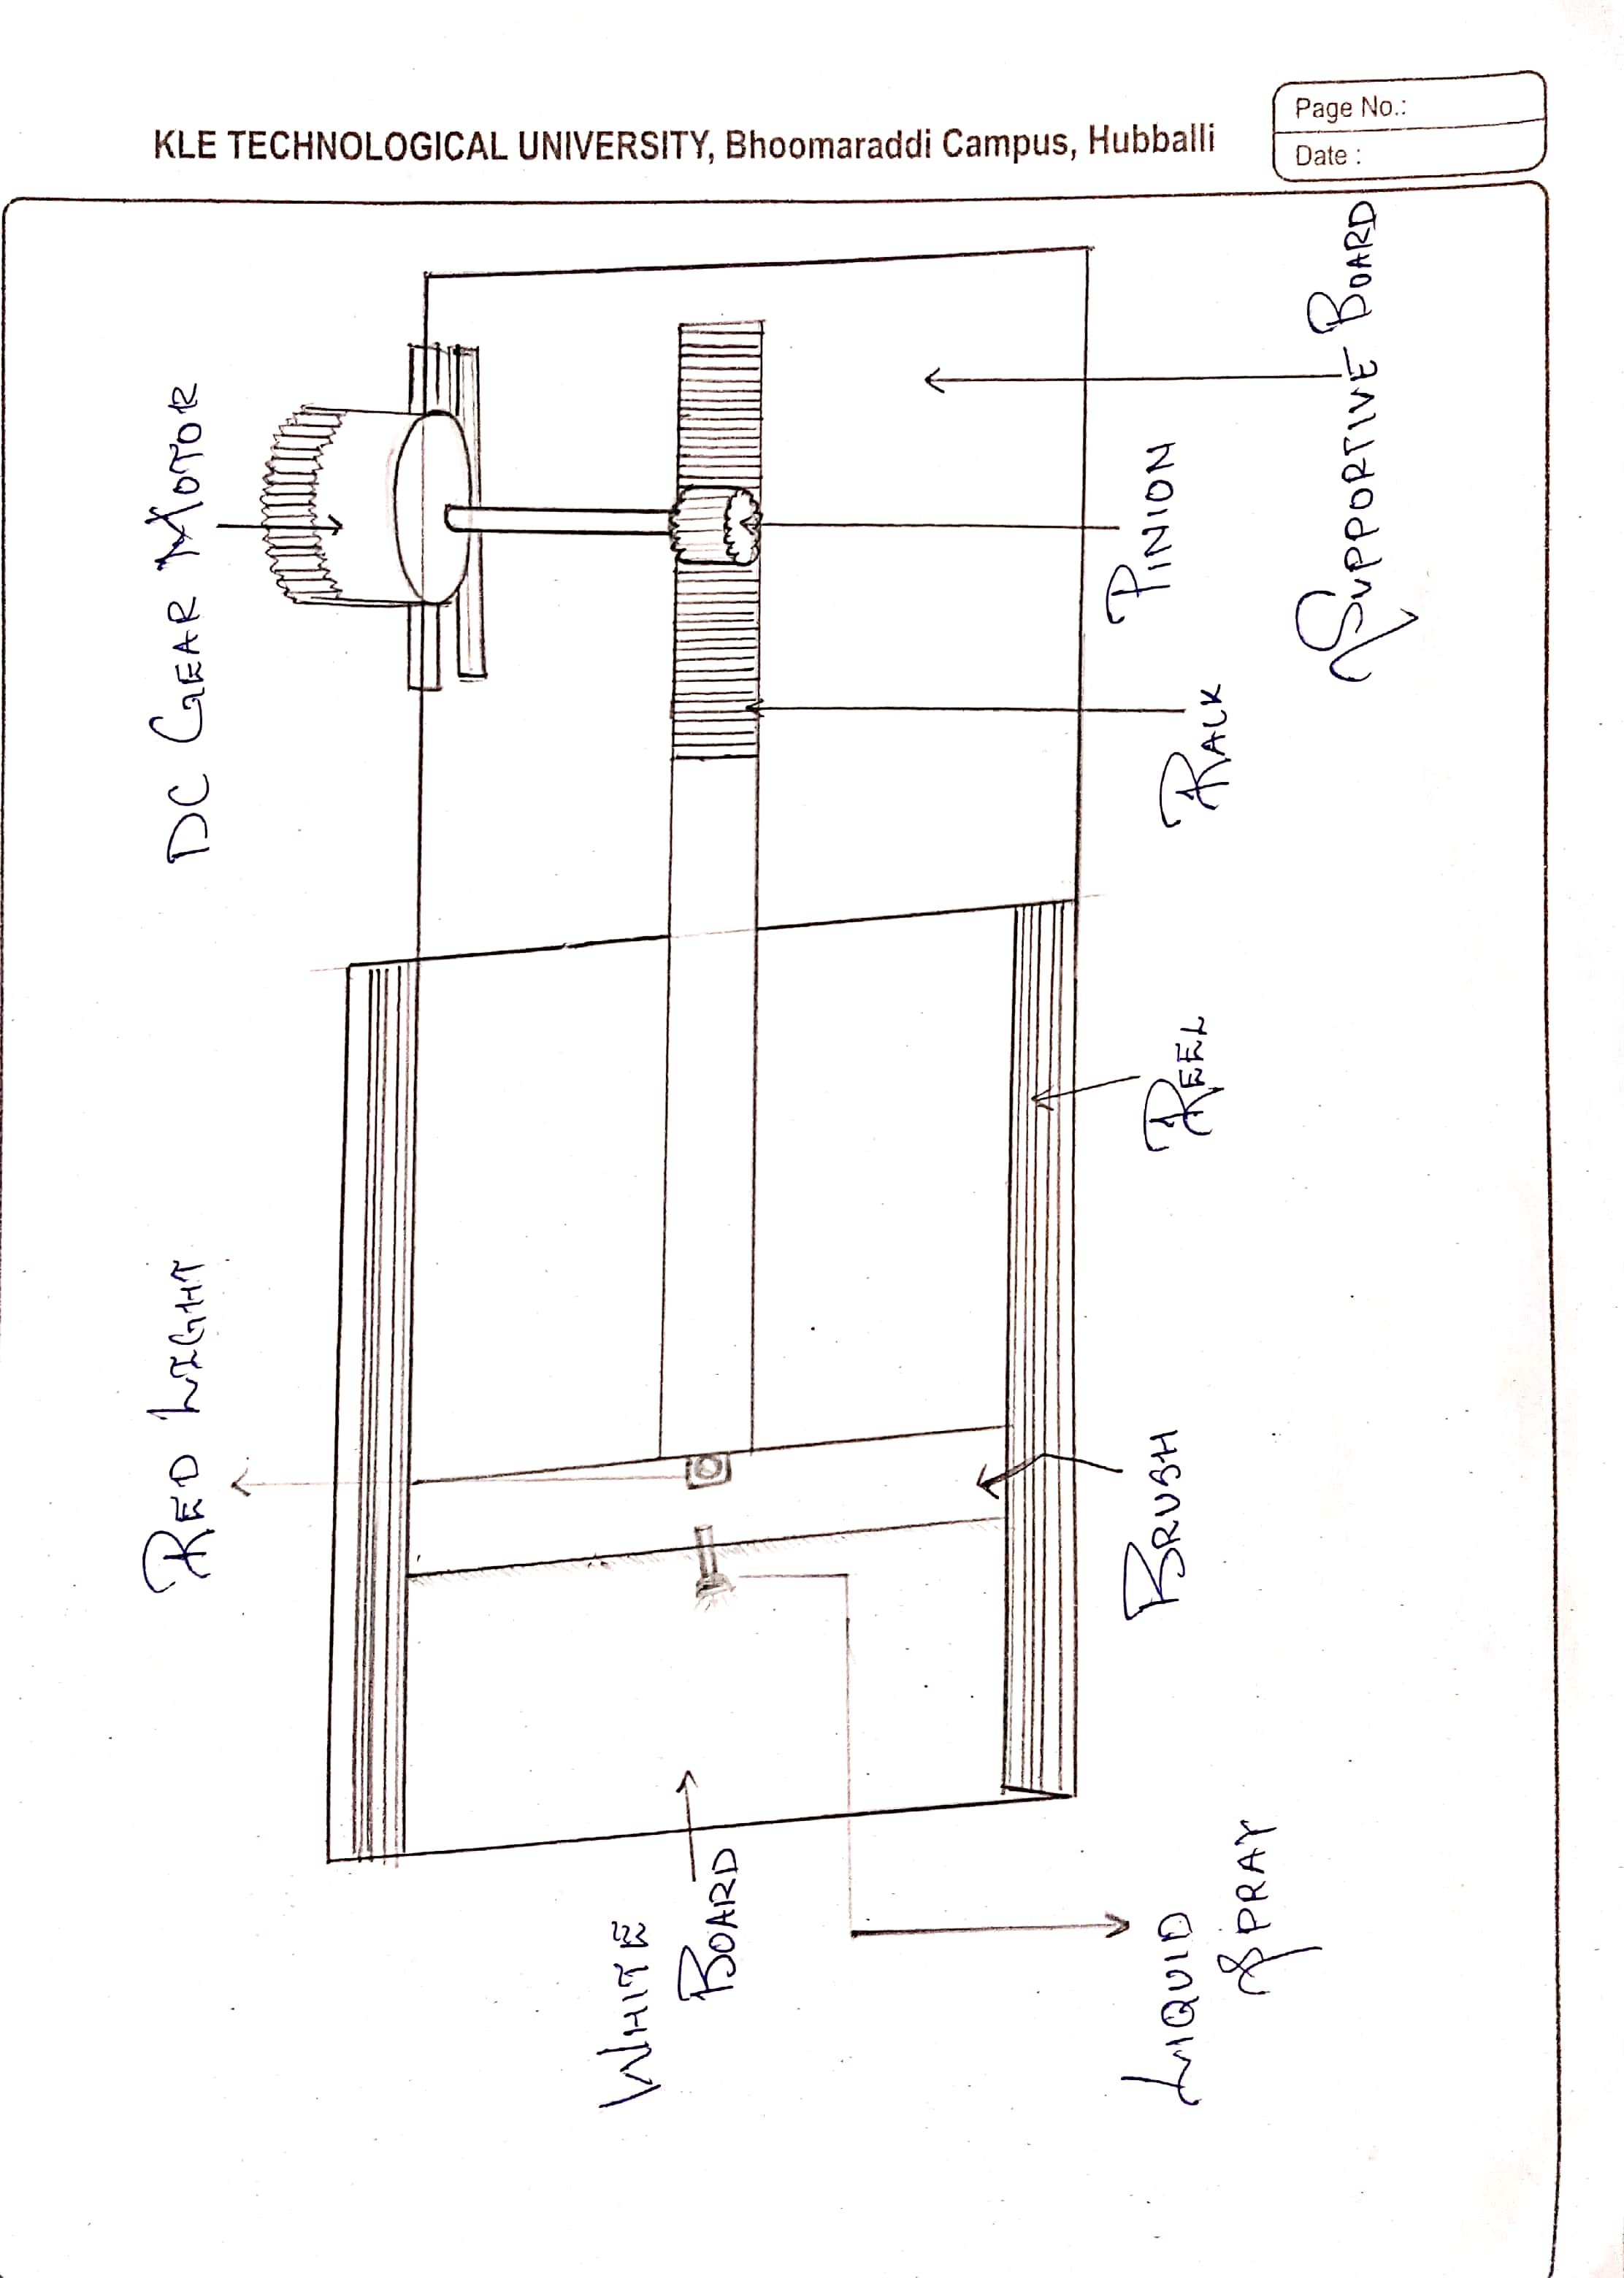 RED LIGHT
DC GEAR MOTOR
WHITE
BOARD
LIQUID
SPRAY
BRUSH
REEL
RACK
PINION
SUPPORTIVE BOARD
KLE TECHNOLOGICAL UNIVERSITY, Bhoomaraddi Campus, Hubballi
Page No.:
Date :